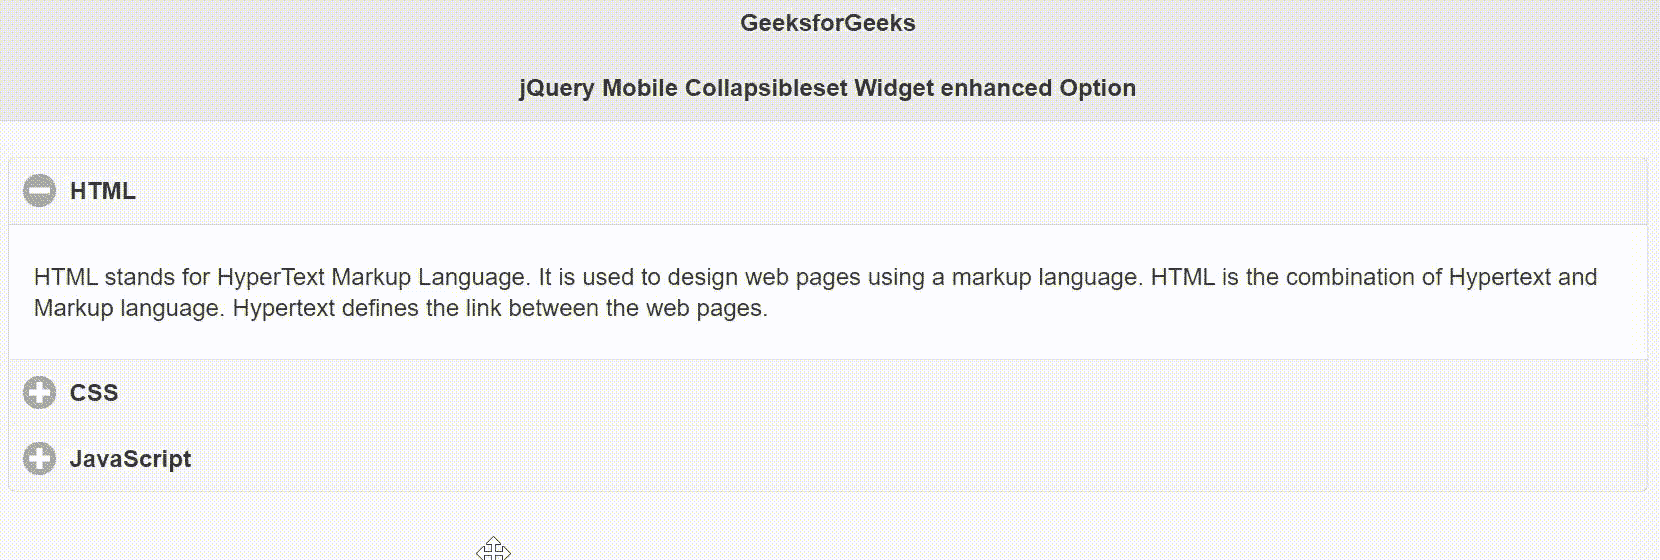 GeeksforGeeks
jQuery Mobile Collapsibleset Widget enhanced Option
HTML
HTML stands for HyperText Markup Language. It is used to design web pages using a markup language. HTML is the combination of Hypertext and
Markup language. Hypertext defines the link between the web pages.
CSS
JavaScript